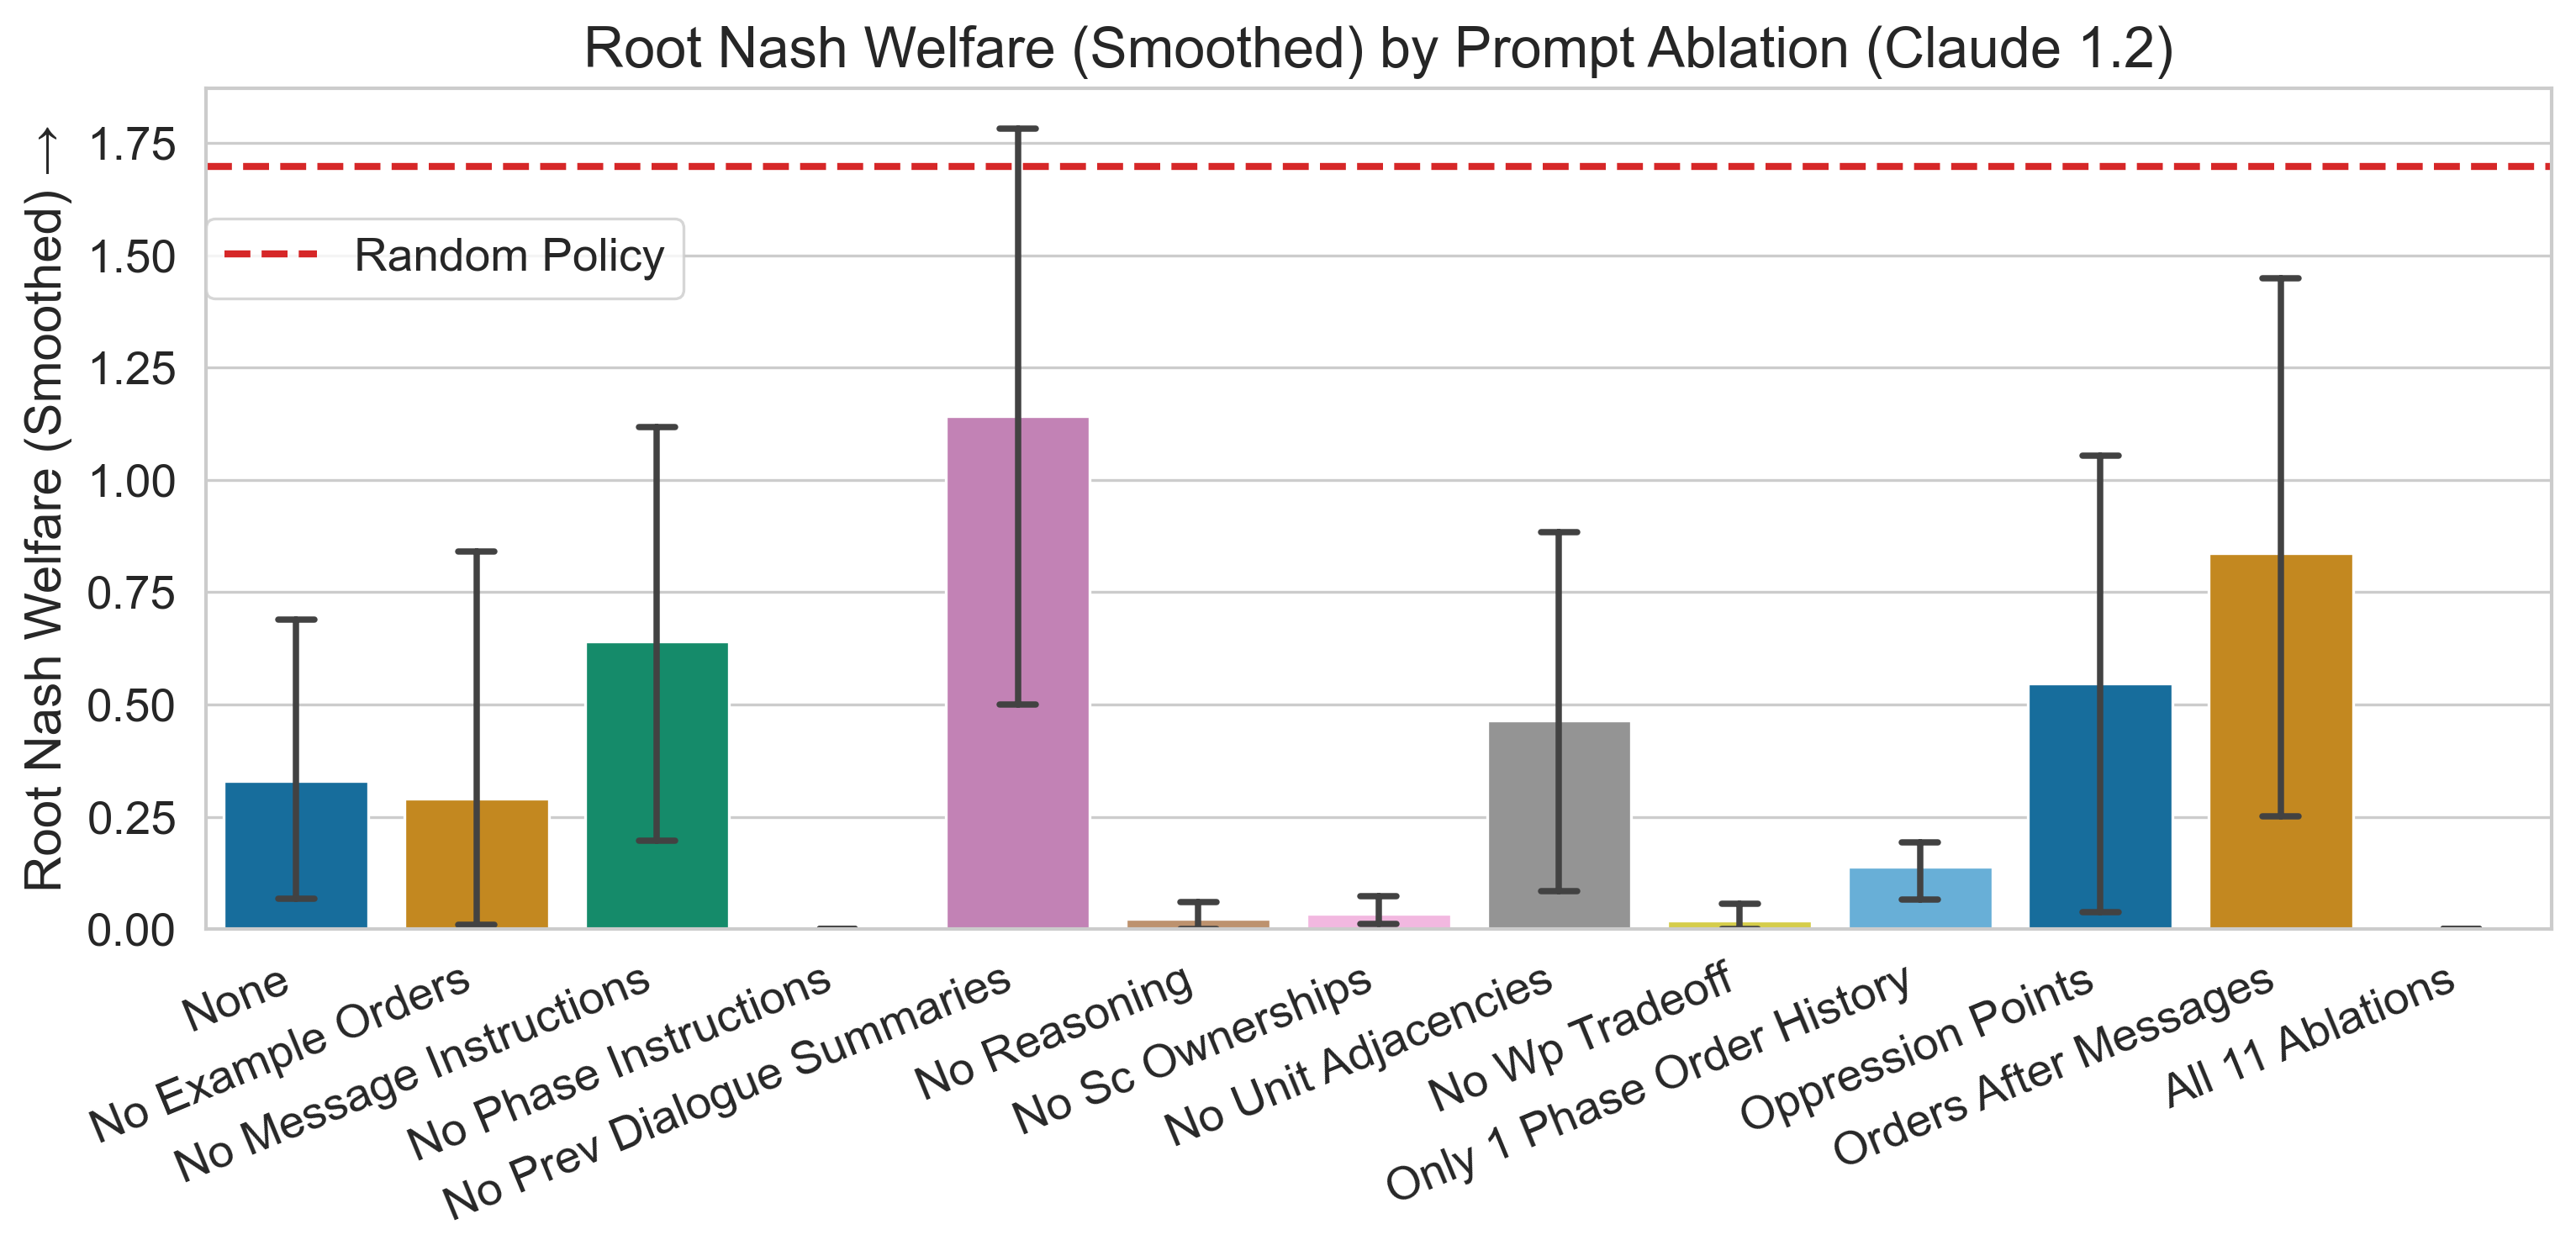 Root Nash Welfare (Smoothed) by Prompt Ablation (Claude 1.2)
Root Nash Welfare (Smoothed) →
1.75
1.50
1.25
1.00
0.75
0.50
0.25
0.00
Random Policy
None
No Example Orders
No Message Instructions
No Phase Instructions
No Prev Dialogue Summaries
No Reasoning
No Sc Ownerships
No Unit Adjacencies
No Wp Tradeoff
Only 1 Phase Order History
Oppression Points
Orders After Messages
All 11 Ablations